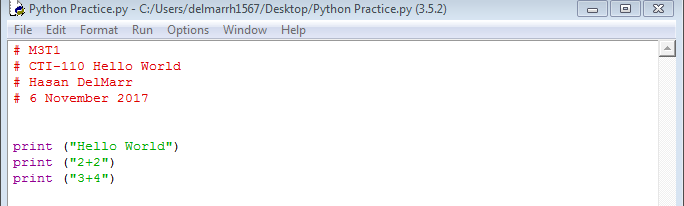 Python Practice.py - C:/Users/delmarrh1567/Desktop/Python Practice.py (3.5.2)
File Edit Format Run Options Window Help
# M3T1
# CTI-110 Hello World
# Hasan DelMarr
# 6 November 2017
print ("Hello World")
print ("2+2")
print ("3+4")